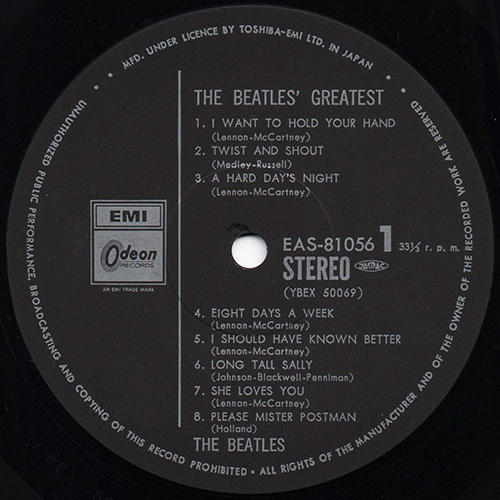 MFD. UNDER LICENCE BY TOSHIBA-EMI LTD. IN JAPAN
ALL RIGHTS OF THE MANUFACTURER AND OF THE OWNER OF THE RECORDED WORK ARE RESERVED
UNAUTHORIZED PUBLIC PERFORMANCE BROADCASTING AND COPYING OF THIS RECORD PROHIBITED
THE BEATLES' GREATEST
1. I WANT TO HOLD YOUR HAND
(Lennon-McCartney)
2. TWIST AND SHOUT
(Medley-Russell)
3. A HARD DAY'S NIGHT
(Lennon-McCartney)
EMI
Odeon
RECORDS
AN EMI TRADE MARK
EAS-81056 1 33⅓ r. p. m.
STEREO JASRAC
(YBEX 50069)
4. EIGHT DAYS A WEEK
(Lennon-McCartney)
5. I SHOULD HAVE KNOWN BETTER
(Lennon-McCartney)
6. LONG TALL SALLY
(Johnson-Blackwell-Penniman)
7. SHE LOVES YOU
(Lennon-McCartney)
8. PLEASE MISTER POSTMAN
(Holland)
THE BEATLES